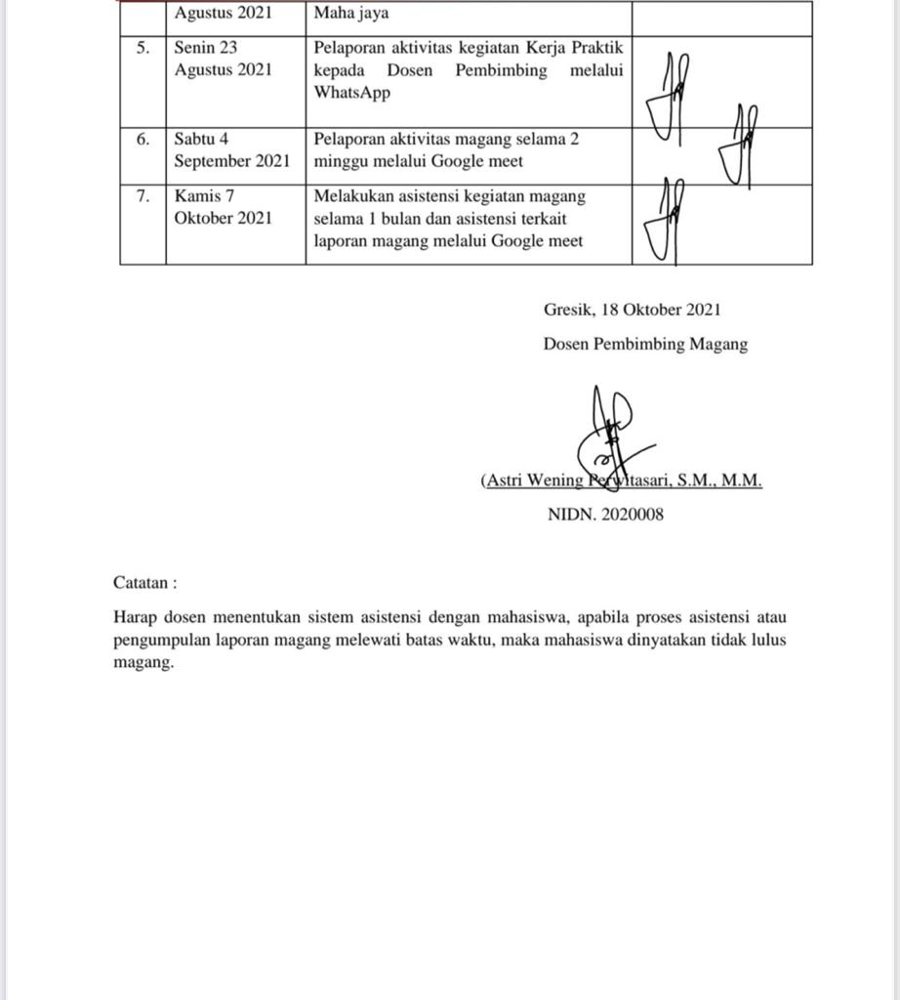 Agustus 2021 Maha jaya
5. Senin 23 Pelaporan aktivitas kegiatan Kerja Praktik
Agustus 2021 kepada Dosen Pembimbing melalui
WhatsApp
6. Sabtu 4 Pelaporan aktivitas magang selama 2
September 2021 minggu melalui Google meet
7. Kamis 7 Melakukan asistensi kegiatan magang
Oktober 2021 selama 1 bulan dan asistensi terkait
laporan magang melalui Google meet
Gresik, 18 Oktober 2021
Dosen Pembimbing Magang
(Astri Wening Perwitasari, S.M., M.M.
NIDN. 2020008
Catatan :
Harap dosen menentukan sistem asistensi dengan mahasiswa, apabila proses asistensi atau
pengumpulan laporan magang melewati batas waktu, maka mahasiswa dinyatakan tidak lulus
magang.